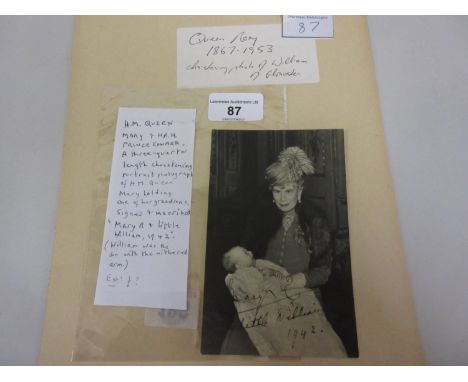 87
Queen Mary
1867-1953
christening photo of William
of Gloucester
Lawrences Auctioneers Ltd
87
H.M. QUEEN
MARY + H.R.H
PRINCE
A three quarter
length christening
portrait photograph
of H.M. Queen
Mary holding
one of her grandsons,
signed & inscribed
"Mary R & little
William, 1942".
(William was the
one with the withered
arm)
Mary R
little William
1942.